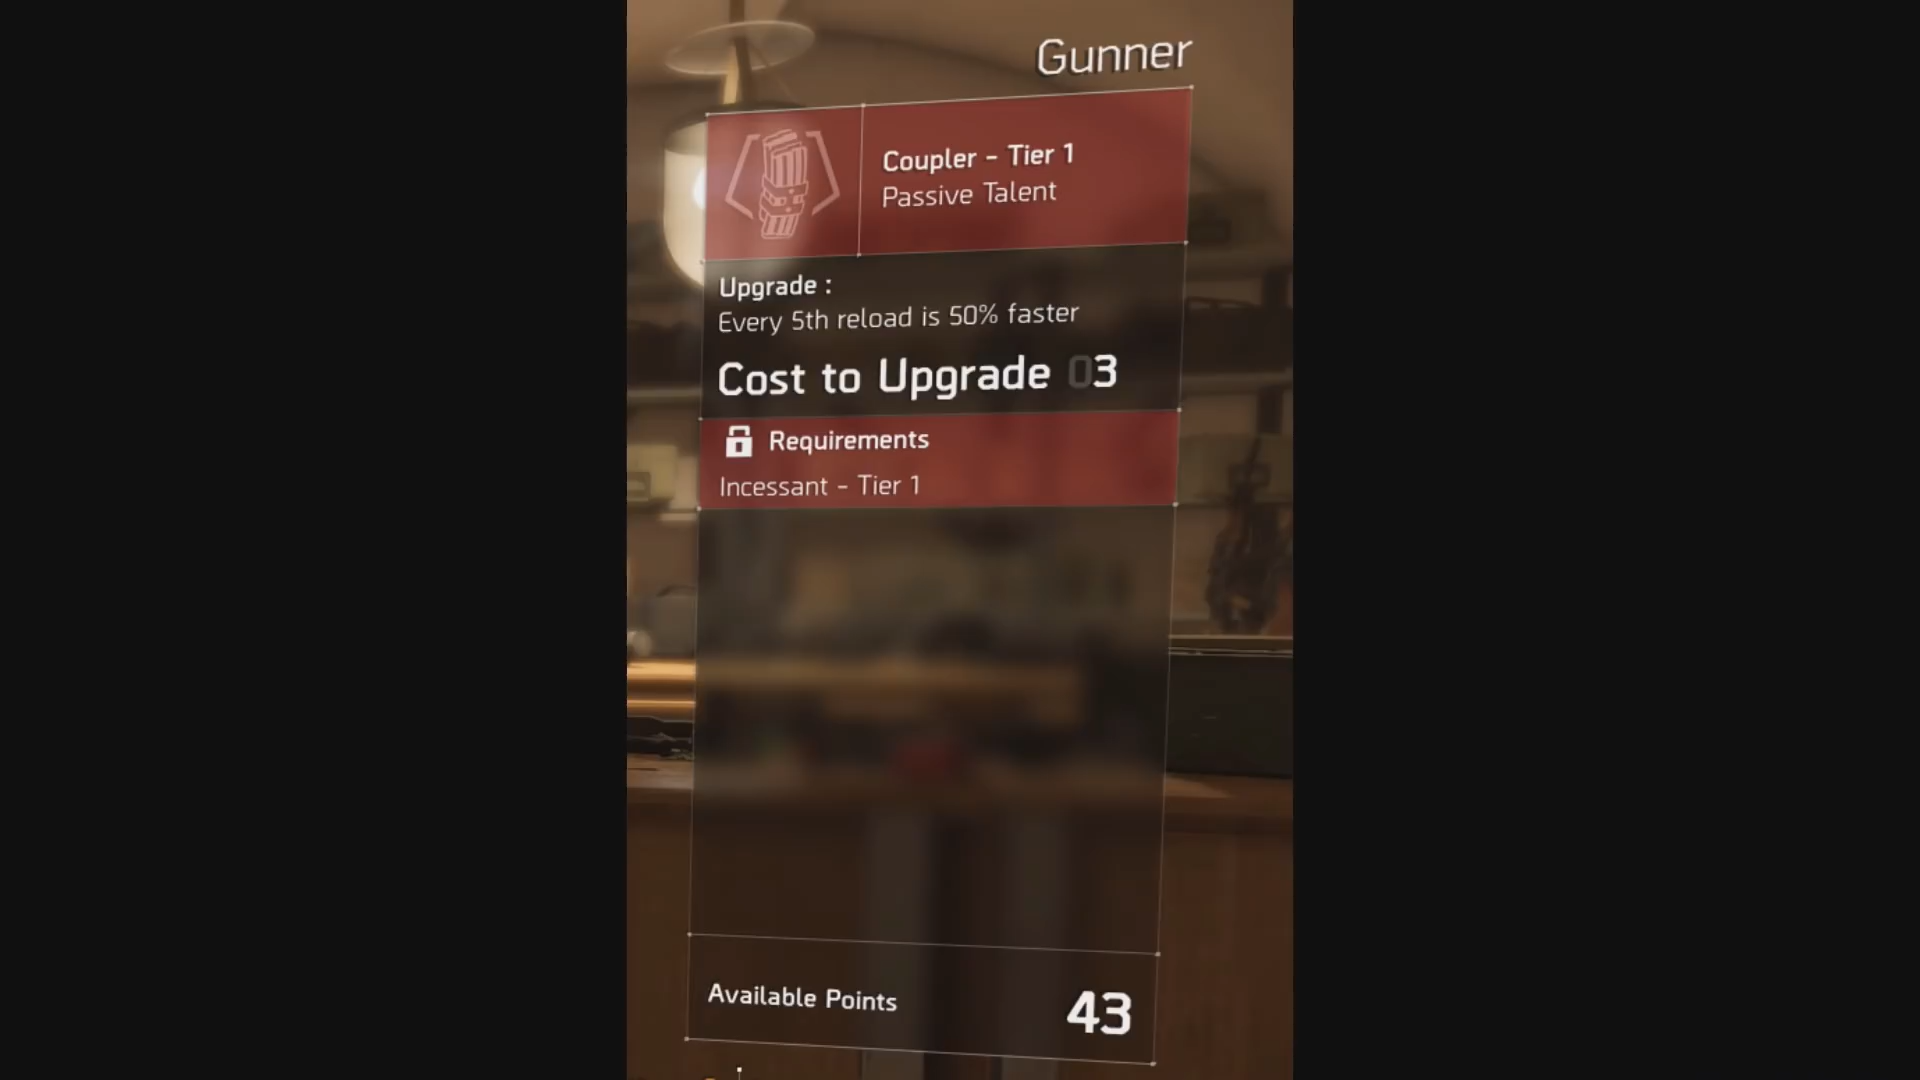 Gunner
Coupler - Tier 1
Passive Talent
Upgrade :
Every 5th reload is 50% faster
Cost to Upgrade 03
Requirements
Incessant - Tier 1
Available Points
43